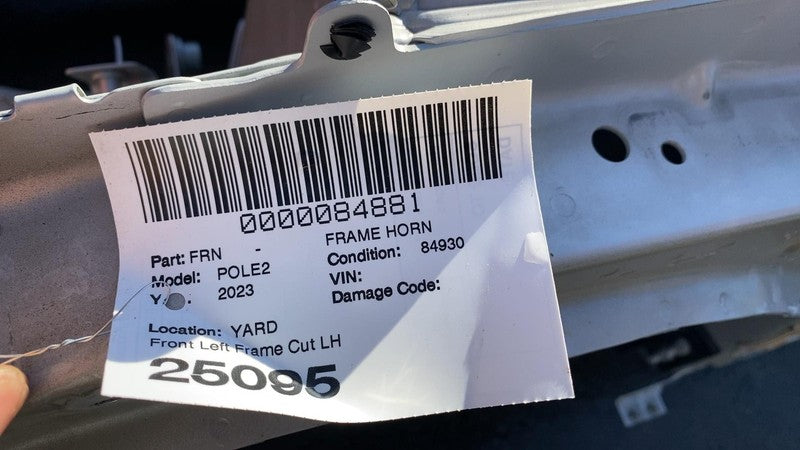 0000084881
Part: FRN - FRAME HORN
Model: POLE2 Condition: 84930
2023 VIN:
Damage Code:
Location: YARD
Front Left Frame Cut LH
25095